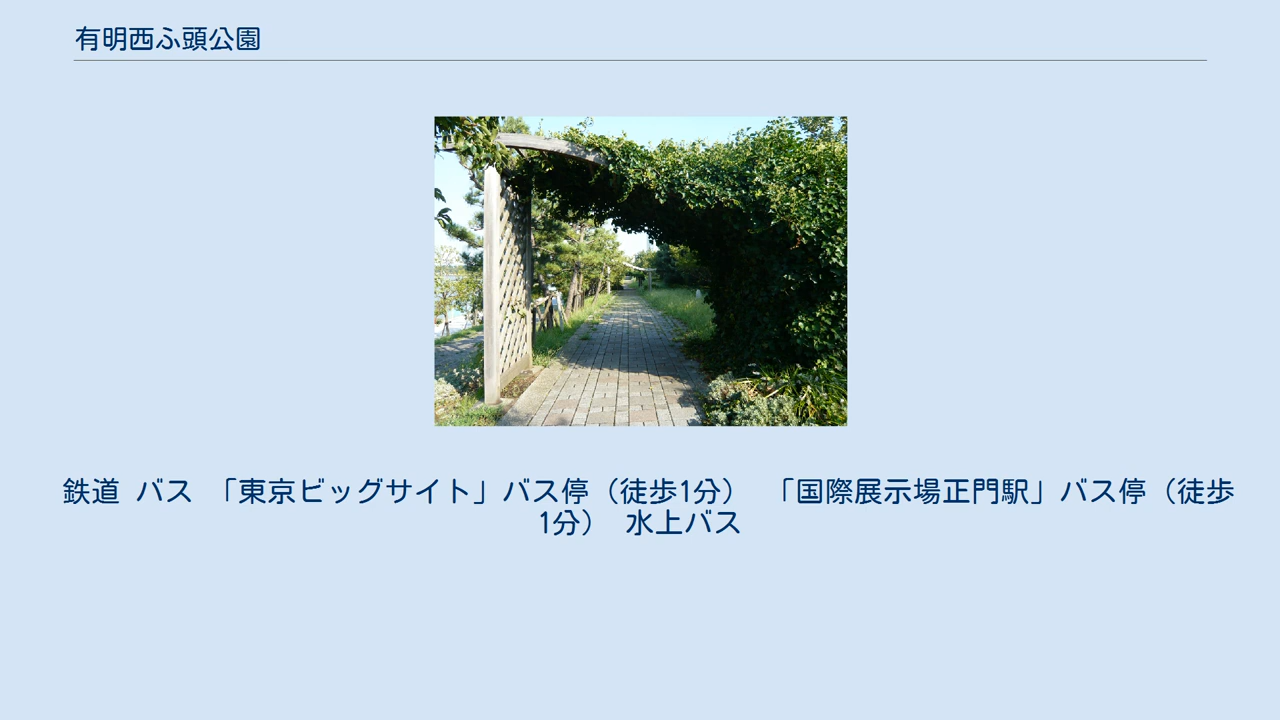 有明西ふ頭公園
鉄道 バス 「東京ビッグサイト」バス停（徒歩1分） 「国際展示場正門駅」バス停（徒歩
1分） 水上バス